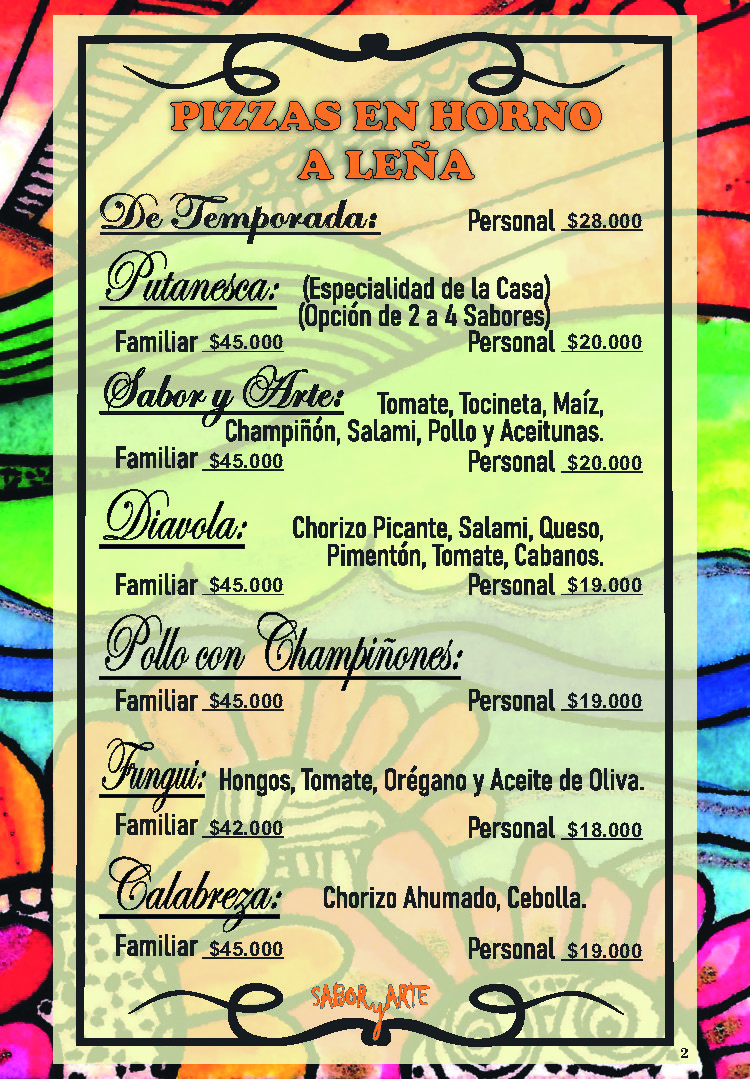 PIZZAS EN HORNO
A LEÑA
De Temporada: Personal $28.000
Putanesca: (Especialidad de la Casa)
(Opción de 2 a 4 Sabores)
Familiar $45.000 Personal $20.000
Sabor y Arte: Tomate, Tocineta, Maíz,
Champiñón, Salami, Pollo y Aceitunas.
Familiar $45.000 Personal $20.000
Diavola: Chorizo Picante, Salami, Queso,
Pimentón, Tomate, Cabanos.
Familiar $45.000 Personal $19.000
Pollo con Champiñones:
Familiar $45.000 Personal $19.000
Fungui: Hongos, Tomate, Orégano y Aceite de Oliva.
Familiar $42.000 Personal $18.000
Calabreza: Chorizo Ahumado, Cebolla.
Familiar $45.000 Personal $19.000
SABOR y ARTE
2